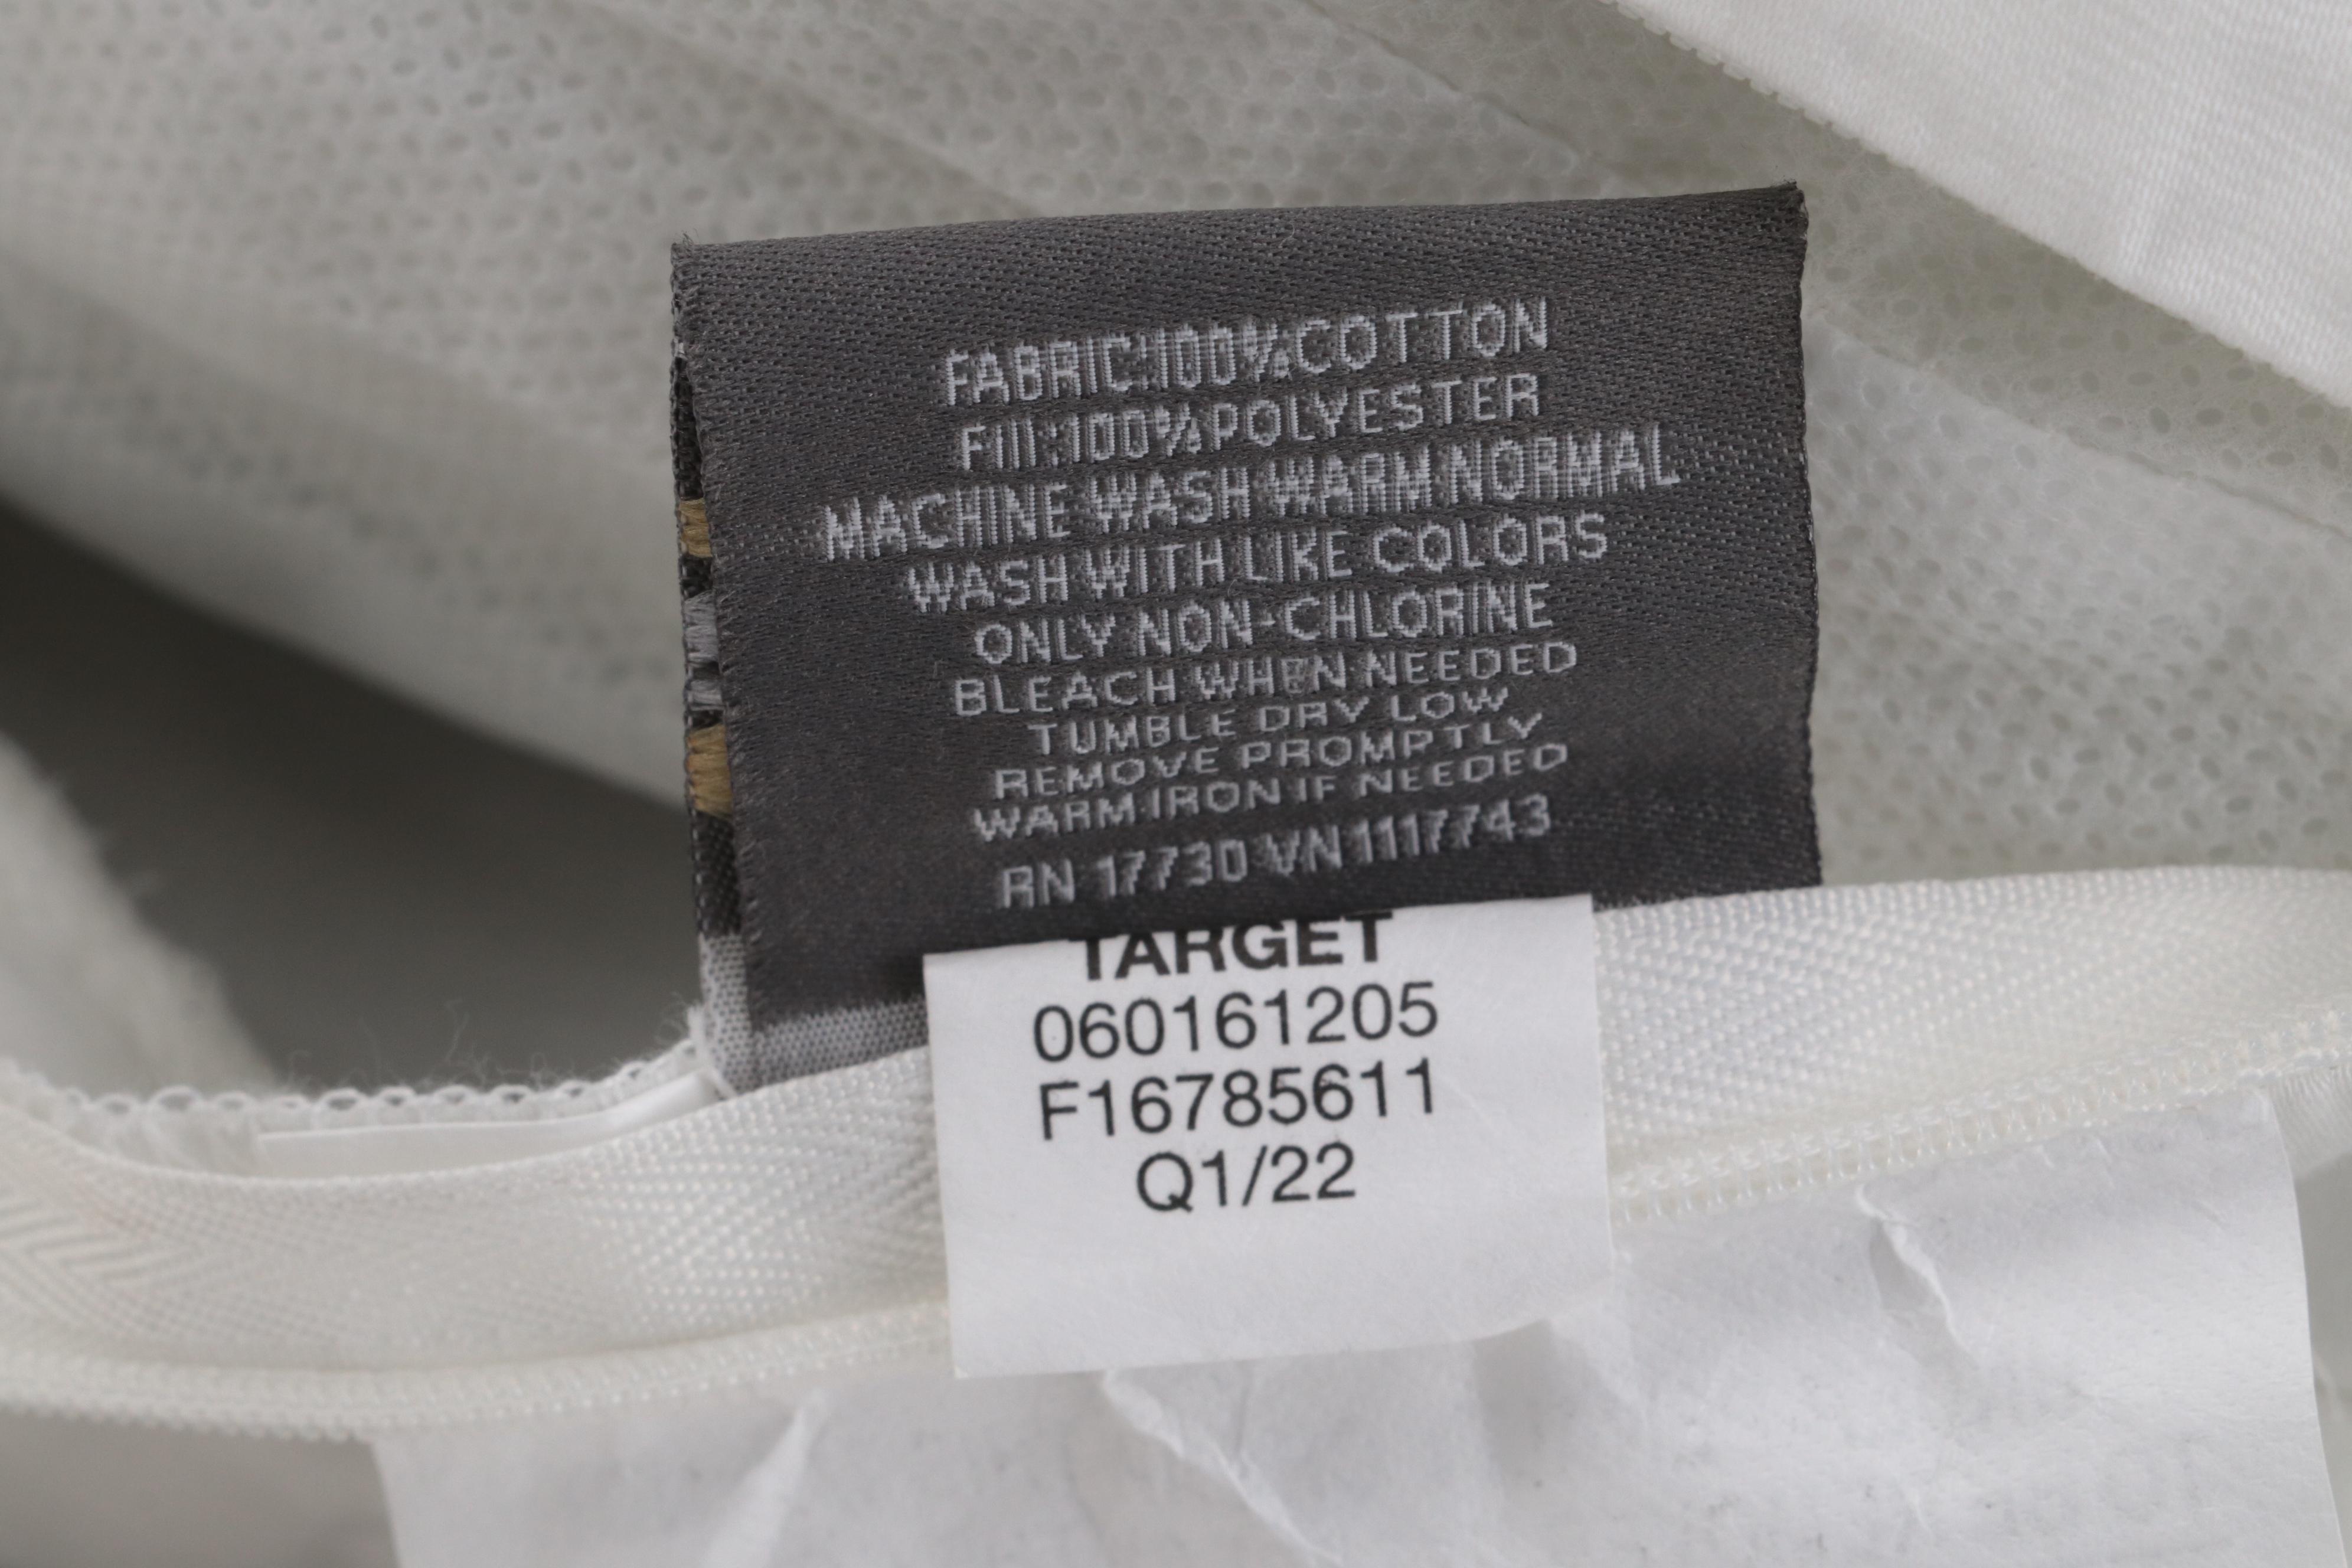 FABRIC:100%COTTON
Fill:100%POLYESTER
MACHINE WASH WARM NORMAL
WASH WITH LIKE COLORS
ONLY NON-CHLORINE
BLEACH WHEN NEEDED
TUMBLE DRY LOW
REMOVE PROMPTLY
WARM IRON IF NEEDED
RN 17730 VN 1117743
TARGET
060161205
F16785611
Q1/22